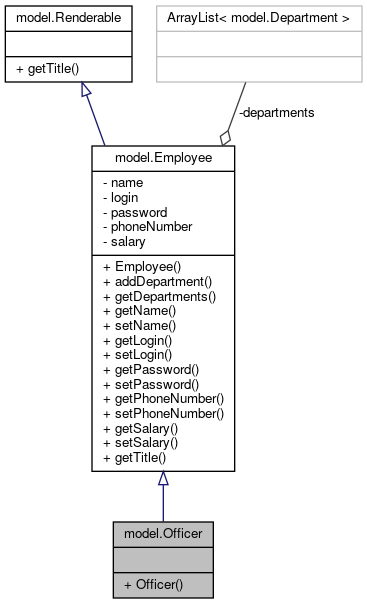 model.Renderable
+ getTitle()
ArrayList< model.Department >
-departments
model.Employee
- name
- login
- password
- phoneNumber
- salary
+ Employee()
+ addDepartment()
+ getDepartments()
+ getName()
+ setName()
+ getLogin()
+ setLogin()
+ getPassword()
+ setPassword()
+ getPhoneNumber()
+ setPhoneNumber()
+ getSalary()
+ setSalary()
+ getTitle()
model.Officer
+ Officer()